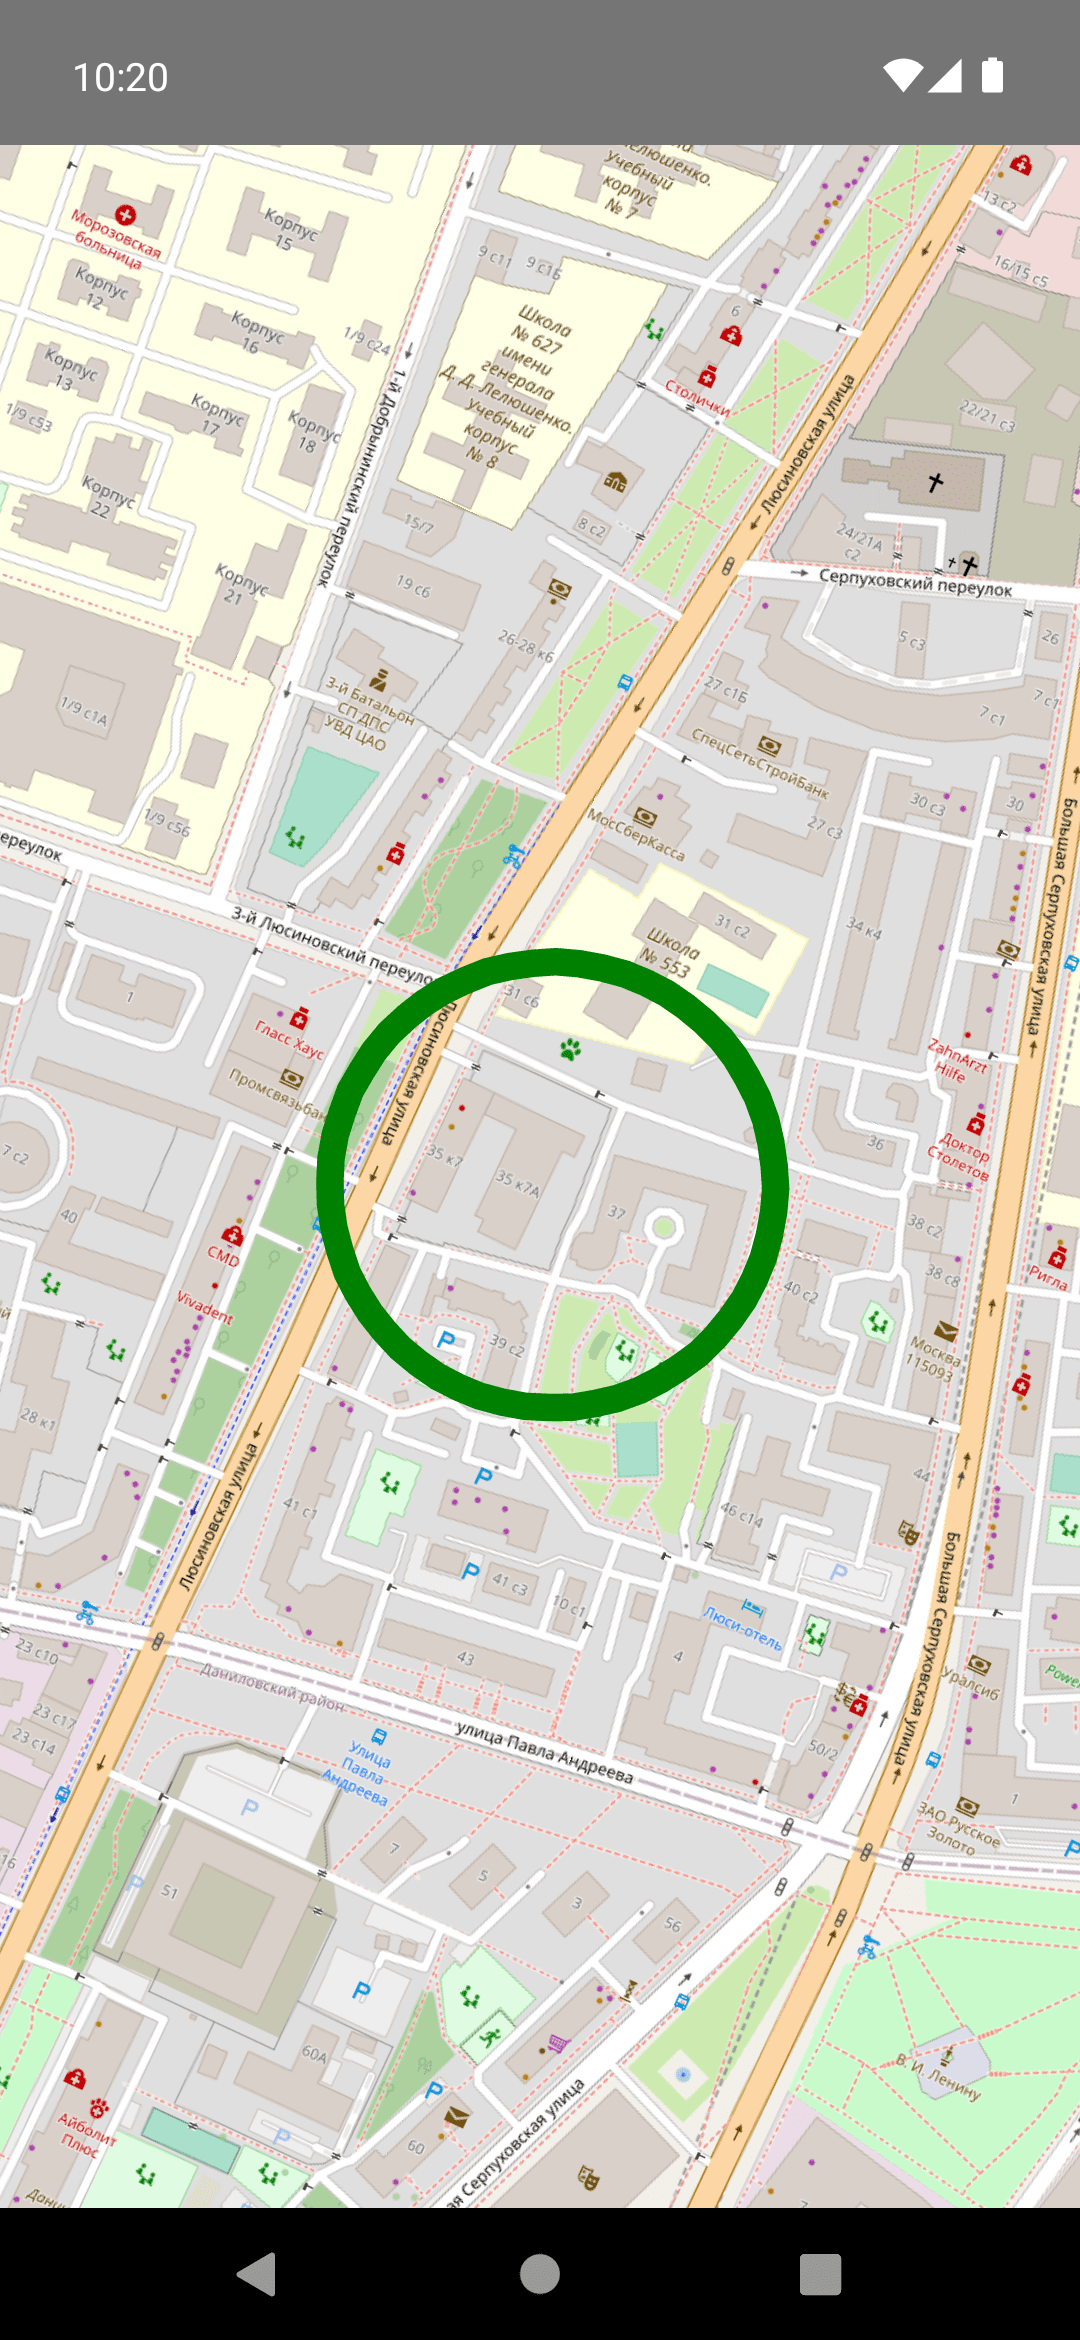 10:20
Морозовская
больница
Корпус
15
Корпус
12
Корпус
16
1/9 с24
Корпус
13
1/9 с53
Корпус
17
Корпус
18
Корпус
22
Корпус
21
1/9 с1А
1/9 с56
1-й Добрынинский переулок
учебный
корпус
№ 7
9 с11
9 с1Б
Школа
№ 627
имени
генерала
Д. Д. Лелюшенко.
учебный
корпус
№ 8
6
Столички
13 с2
16/15 с5
22/21 с3
24/21А
с2
Люсиновская улица
15/7
8 с2
19 с6
26-28 к6
Серпуховский переулок
5 с3
26
7 с1
7 с1
3-й Батальон
СП ДПС
УВД ЦАО
27 с1Б
СпецСетьСтройБанк
МосСберКасса
27 с3
30 с3
30
34 к4
Большая Серпуховская улица
3-й Люсиновский переулок
31 с2
Школа
№ 553
31 с6
1
Гласс Хаус
Промсвязьбанк
Люсиновская улица
ZahnArzt
Hilfe
Доктор
Столетов
36
7 с2
35 к7
35 к7А
37
40
CMD
Vivadent
38 с2
38 с8
Ригла
40 с2
39 с2
Москва
115093
28 к1
44
Люсиновская улица
41 с1
46 с14
41 с3
10 с1
Люси-отель
4
43
23 с10
23 с17
23 с14
Даниловский район
улица Павла Андреева
Улица
Павла
Андреева
Большая Серпуховская улица
Уралсиб
50/2
1
ЗАО Русское
Золото
7
5
3
56
51
60А
60
Айболит
Плюс
В. И. Ленину